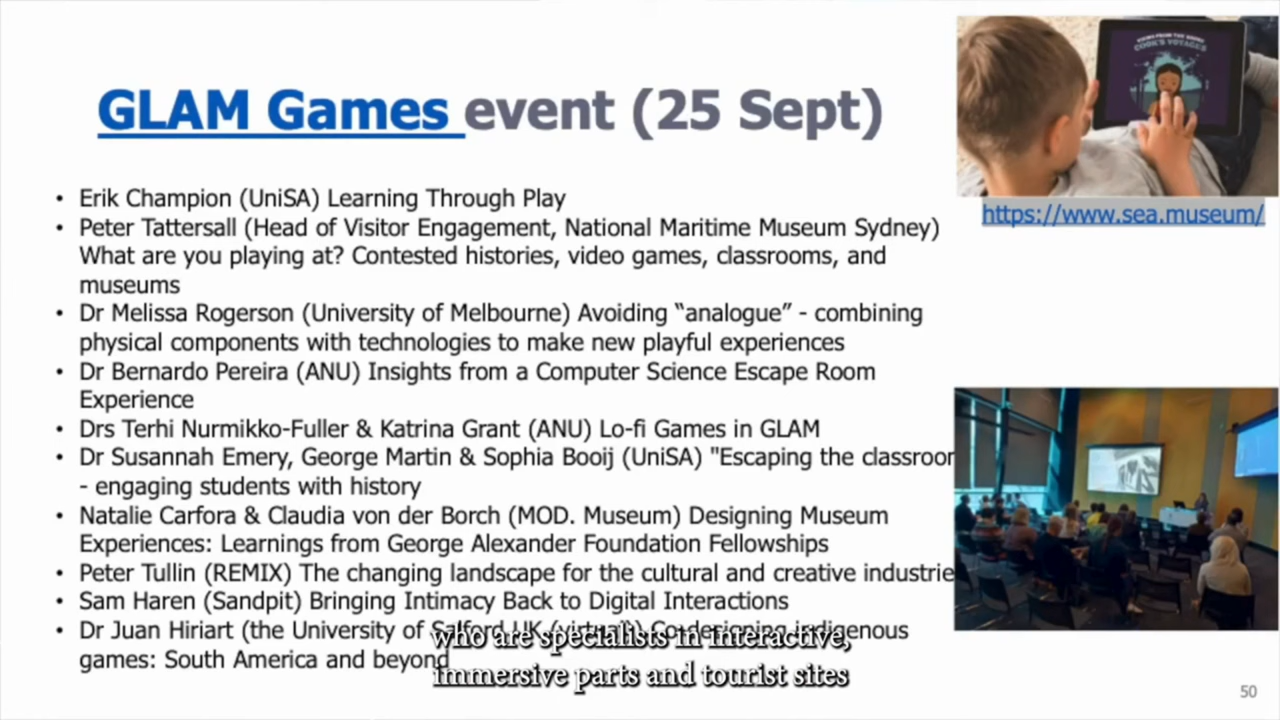 GLAM Games event (25 Sept)
• Erik Champion (UniSA) Learning Through Play
• Peter Tattersall (Head of Visitor Engagement, National Maritime Museum Sydney)
What are you playing at? Contested histories, video games, classrooms, and
museums
• Dr Melissa Rogerson (University of Melbourne) Avoiding “analogue” - combining
physical components with technologies to make new playful experiences
• Dr Bernardo Pereira (ANU) Insights from a Computer Science Escape Room
Experience
• Drs Terhi Nurmikko-Fuller & Katrina Grant (ANU) Lo-fi Games in GLAM
• Dr Susannah Emery, George Martin & Sophia Booij (UniSA) "Escaping the classroor
- engaging students with history
• Natalie Carfora & Claudia von der Borch (MOD. Museum) Designing Museum
Experiences: Learnings from George Alexander Foundation Fellowships
• Peter Tullin (REMIX) The changing landscape for the cultural and creative industrie
• Sam Haren (Sandpit) Bringing Intimacy Back to Digital Interactions
• Dr Juan Hiriart (the University of Salford UK (virtual)) Co-designing indigenous
games: South America and beyond
COOK'S VOYAGES
https://www.sea.museum/
who are specialists in interactive,
immersive parts and tourist sites
50